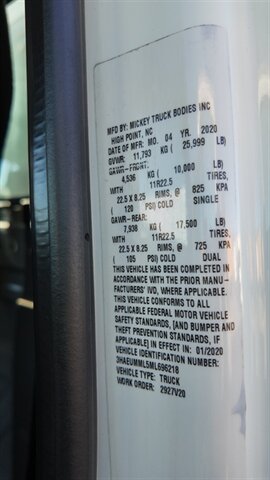 MFD BY: MICKEY TRUCK BODIES INC
HIGH POINT, NC
DATE OF MFR: MO. 04 YR. 2020
GVWR: 11,793 KG ( 25,999 LB)
GAWR-FRONT:
4,536 KG ( 10,000 LB)
WITH 11R22.5 TIRES,
22.5 X 8.25 RIMS, @ 825 KPA
( 120 PSI) COLD SINGLE
GAWR-REAR:
7,938 KG ( 17,500 LB)
WITH 11R22.5 TIRES,
22.5 X 8.25 RIMS, @ 725 KPA
( 105 PSI) COLD DUAL
THIS VEHICLE HAS BEEN COMPLETED IN
ACCORDANCE WITH THE PRIOR MANU-
FACTURERS' IVD, WHERE APPLICABLE.
THIS VEHICLE CONFORMS TO ALL
APPLICABLE FEDERAL MOTOR VEHICLE
SAFETY STANDARDS, [AND BUMPER AND
THEFT PREVENTION STANDARDS, IF
APPLICABLE] IN EFFECT IN: 01/2020
VEHICLE IDENTIFICATION NUMBER:
3HAEUMML5ML696218
VEHICLE TYPE: TRUCK
WORK ORDER: 2927V20